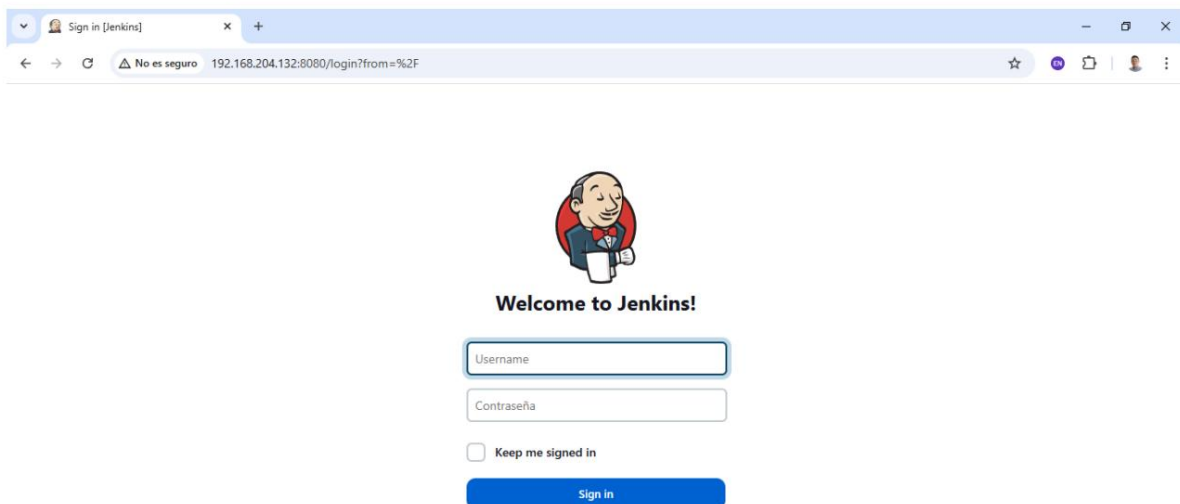 Sign in [Jenkins]
No es seguro 192.168.204.132:8080/login?from=%2F
EN
Welcome to Jenkins!
Username
Contraseña
Keep me signed in
Sign in